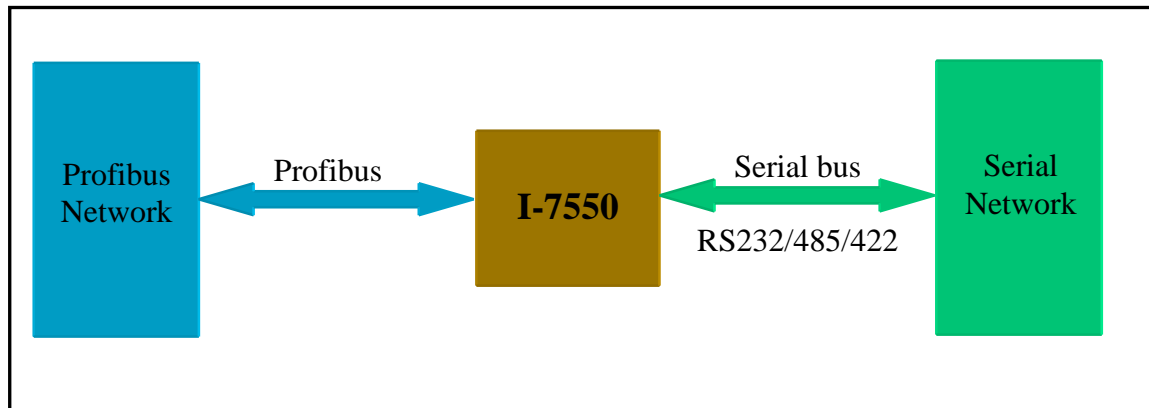 Profibus
Network
Profibus
I-7550
Serial bus
RS232/485/422
Serial
Network